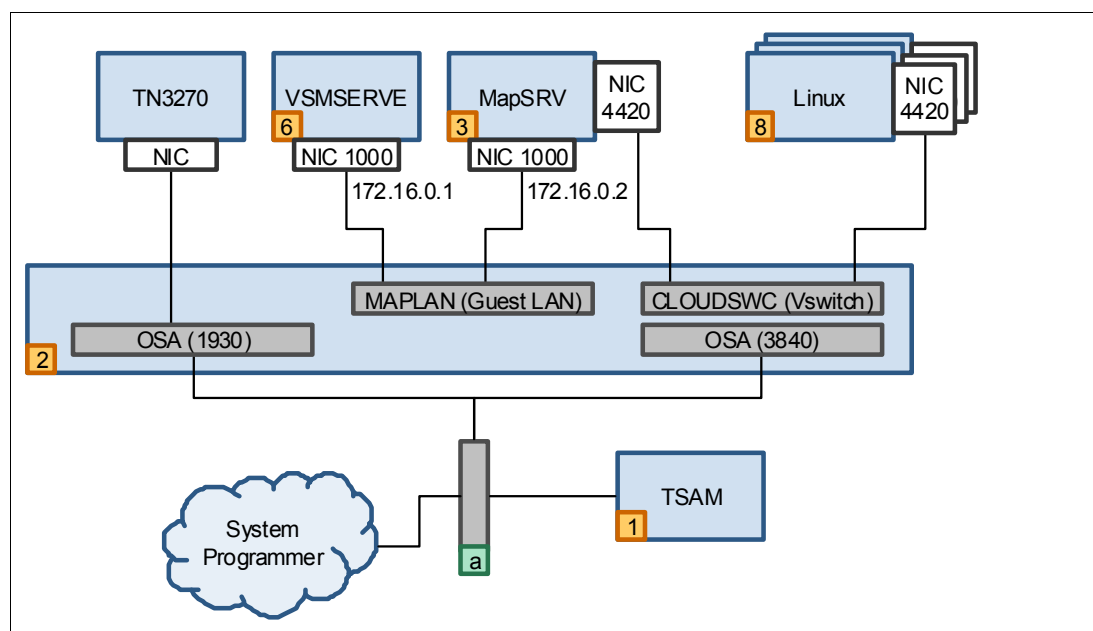 TN3270
NIC
VSMSERVE
6
NIC 1000
172.16.0.1
MapSRV
3
NIC 1000
172.16.0.2
NIC
4420
Linux
8
NIC
4420
MAPLAN (Guest LAN)
CLOUDSWC (Vswitch)
OSA (1930)
OSA (3840)
2
System
Programmer
a
TSAM
1